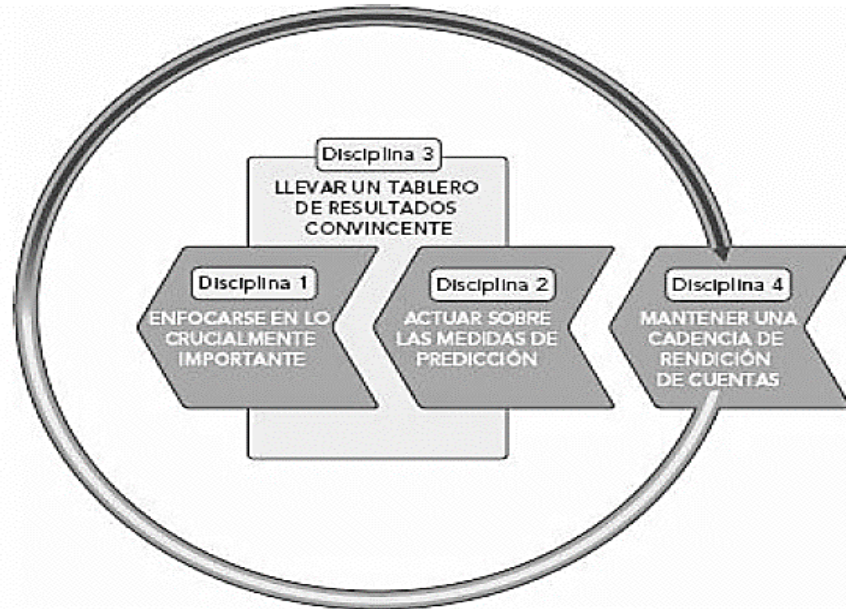 Disciplina 3
LLEVAR UN TABLERO
DE RESULTADOS
CONVINCENTE
Disciplina 1
ENFOCARSE EN LO
CRUCIALMENTE
IMPORTANTE
Disciplina 2
ACTUAR SOBRE
LAS MEDIDAS DE
PREDICCIÓN
Disciplina 4
MANTENER UNA
CADENCIA DE
RENDICIÓN
DE CUENTAS